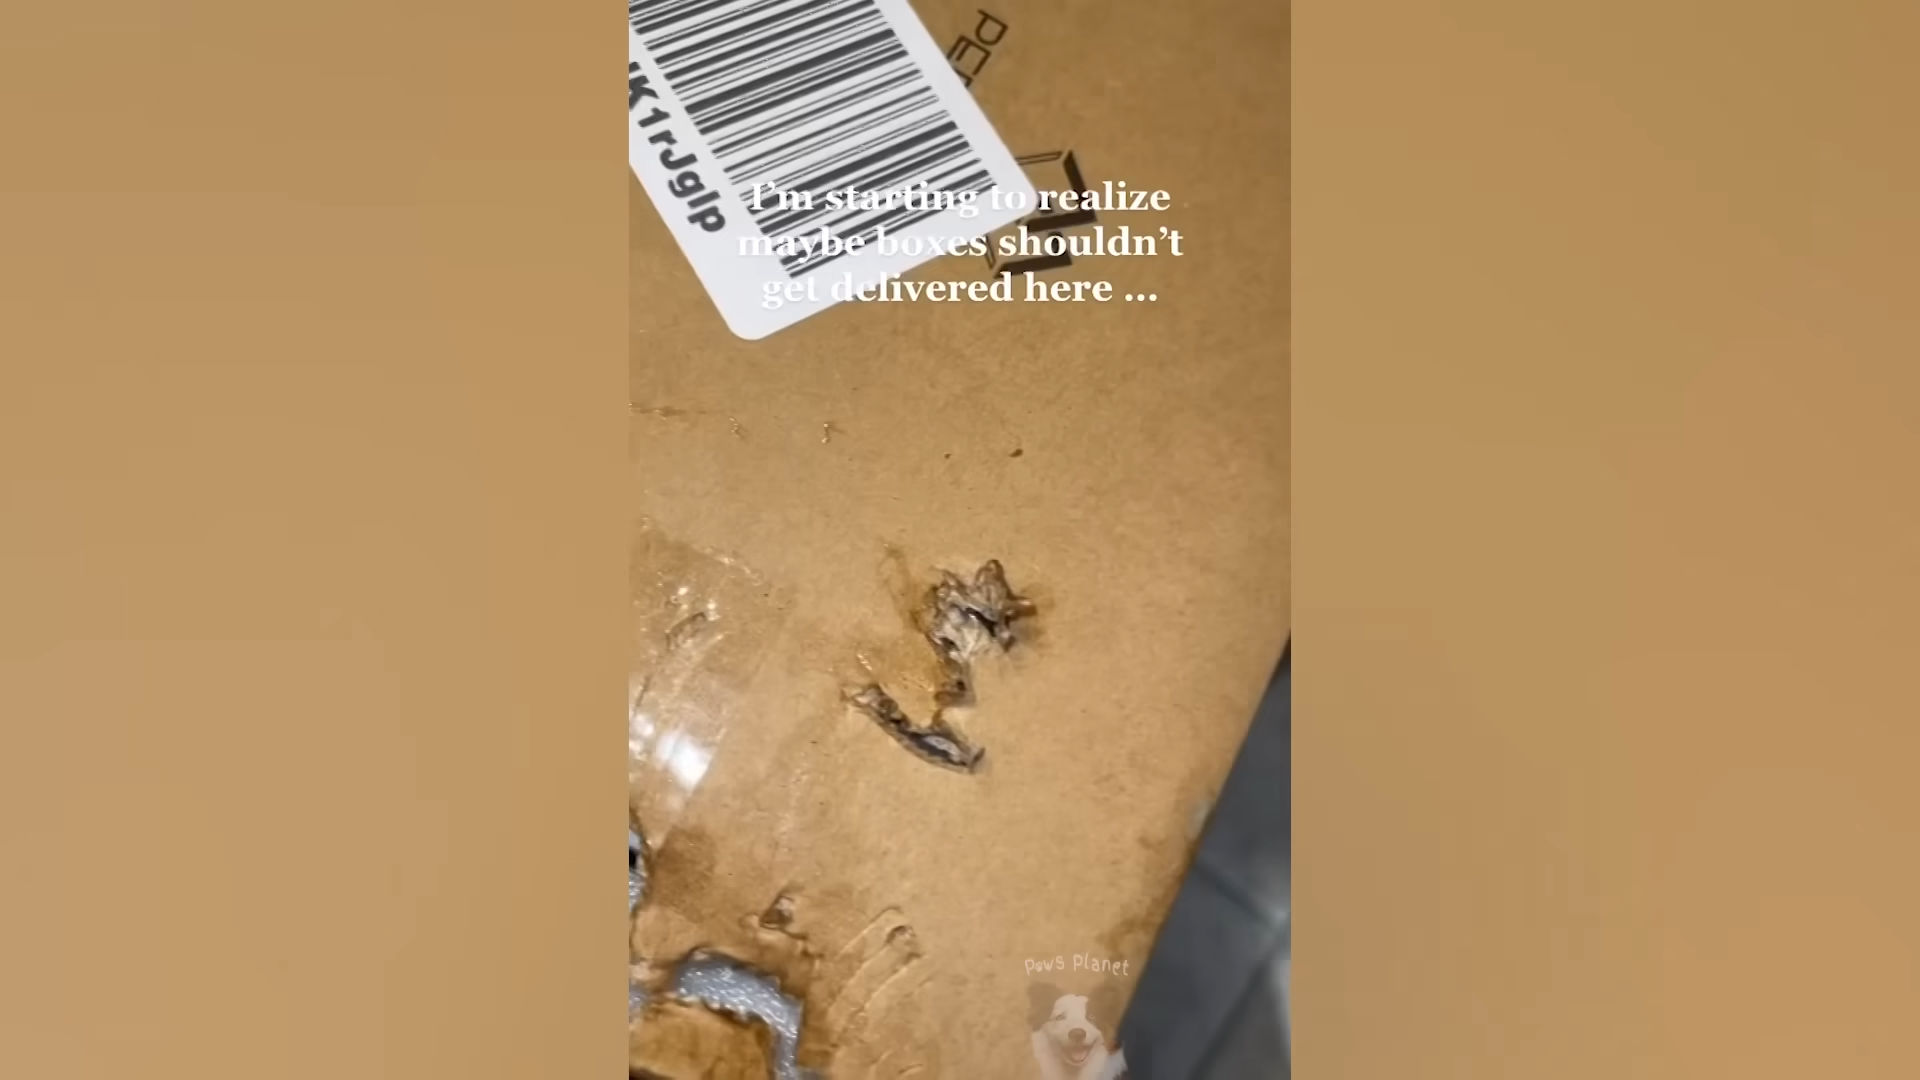 K1rJglp
I'm starting to realize
maybe boxes shouldn't
get delivered here ...
Paws Planet